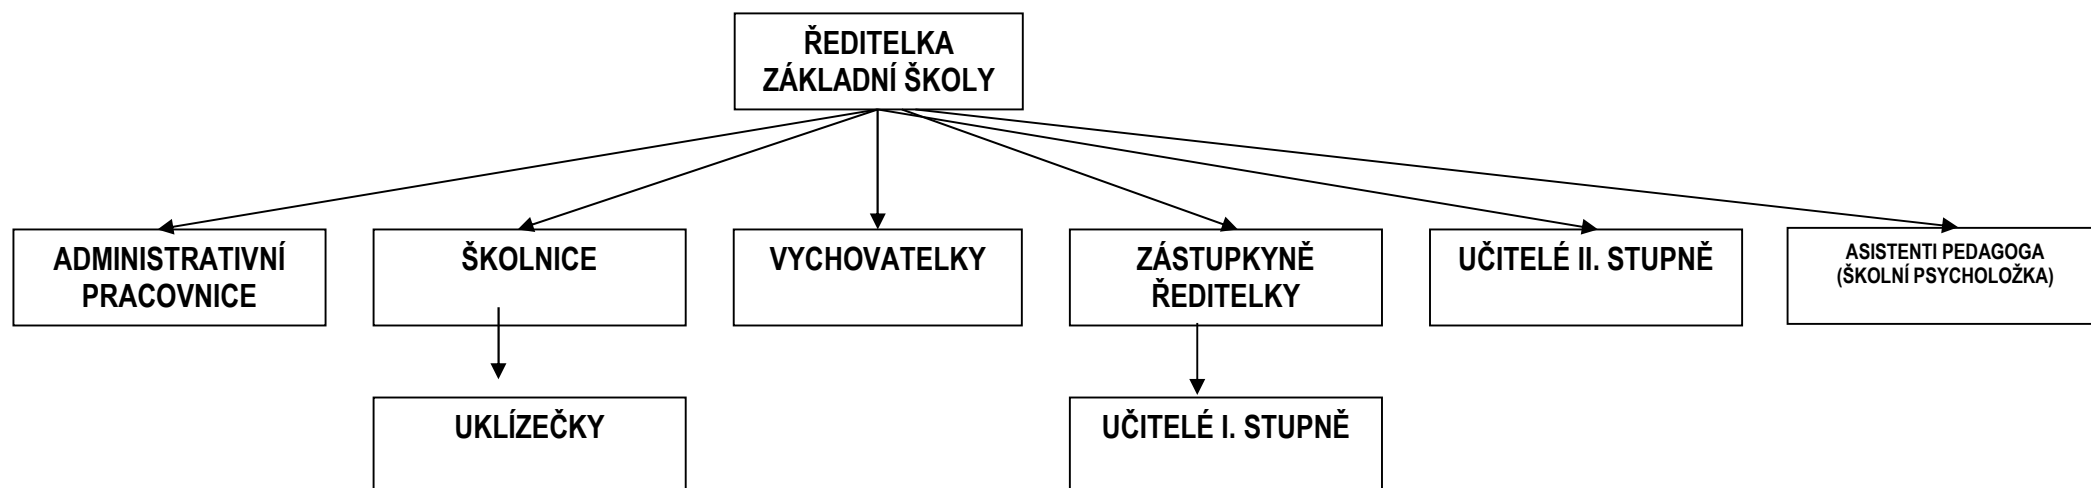 ŘEDITELKA
ZÁKLADNÍ ŠKOLY
ADMINISTRATIVNÍ
PRACOVNICE
ŠKOLNICE
VYCHOVATELKY
ZÁSTUPKYNĚ
ŘEDITELKY
UČITELÉ II. STUPNĚ
ASISTENTI PEDAGOGA
(ŠKOLNÍ PSYCHOLOŽKA)
UKLÍZEČKY
UČITELÉ I. STUPNĚ